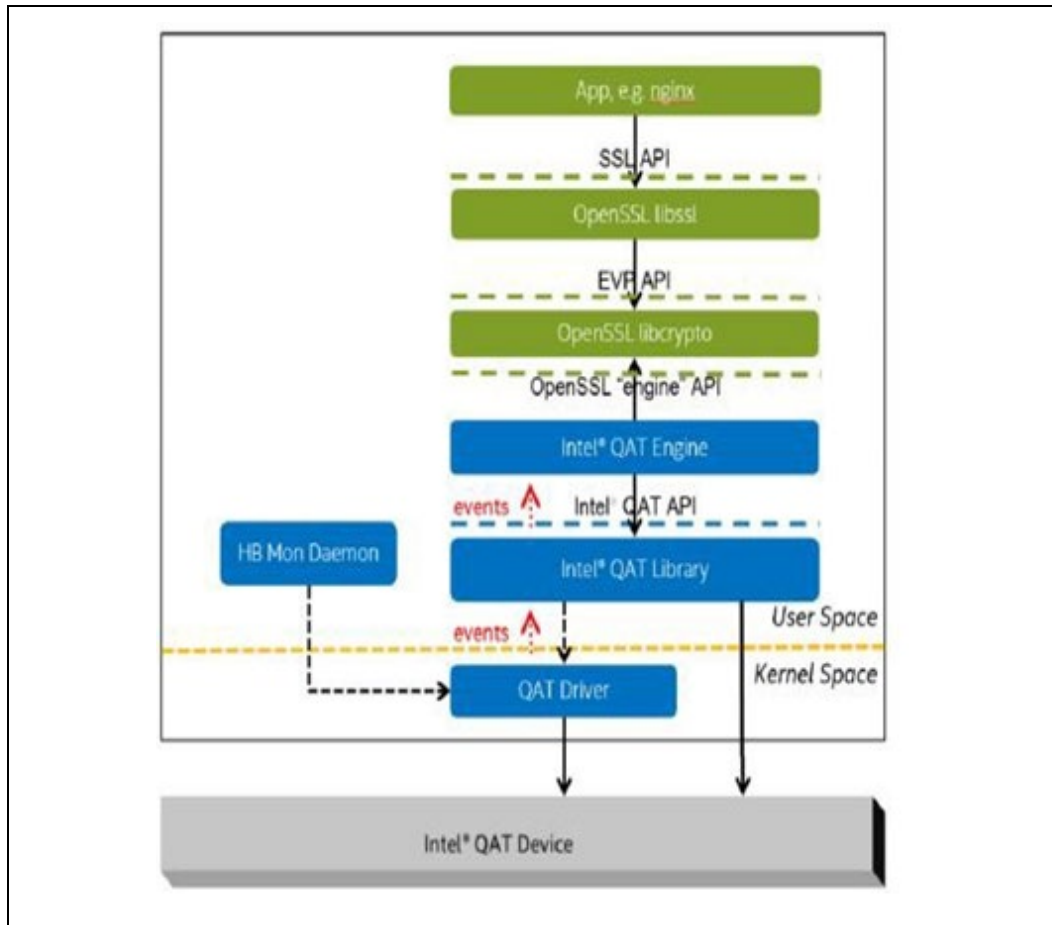 App, e.g. nginx
SSL API
OpenSSL libssl
EVP API
OpenSSL libcrypto
OpenSSL "engine" API
Intel® QAT Engine
events
Intel® QAT API
HB Mon Daemon
Intel® QAT Library
User Space
events
Kernel Space
QAT Driver
Intel® QAT Device